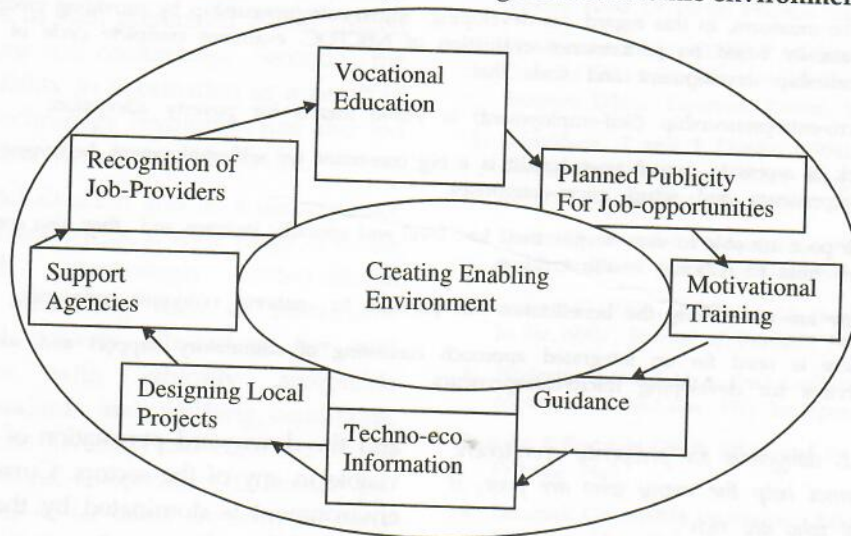 Vocational
Education
Planned Publicity
For Job-opportunities
Motivational
Training
Guidance
Techno-eco
Information
Designing Local
Projects
Support
Agencies
Recognition of
Job-Providers
Creating Enabling
Environment